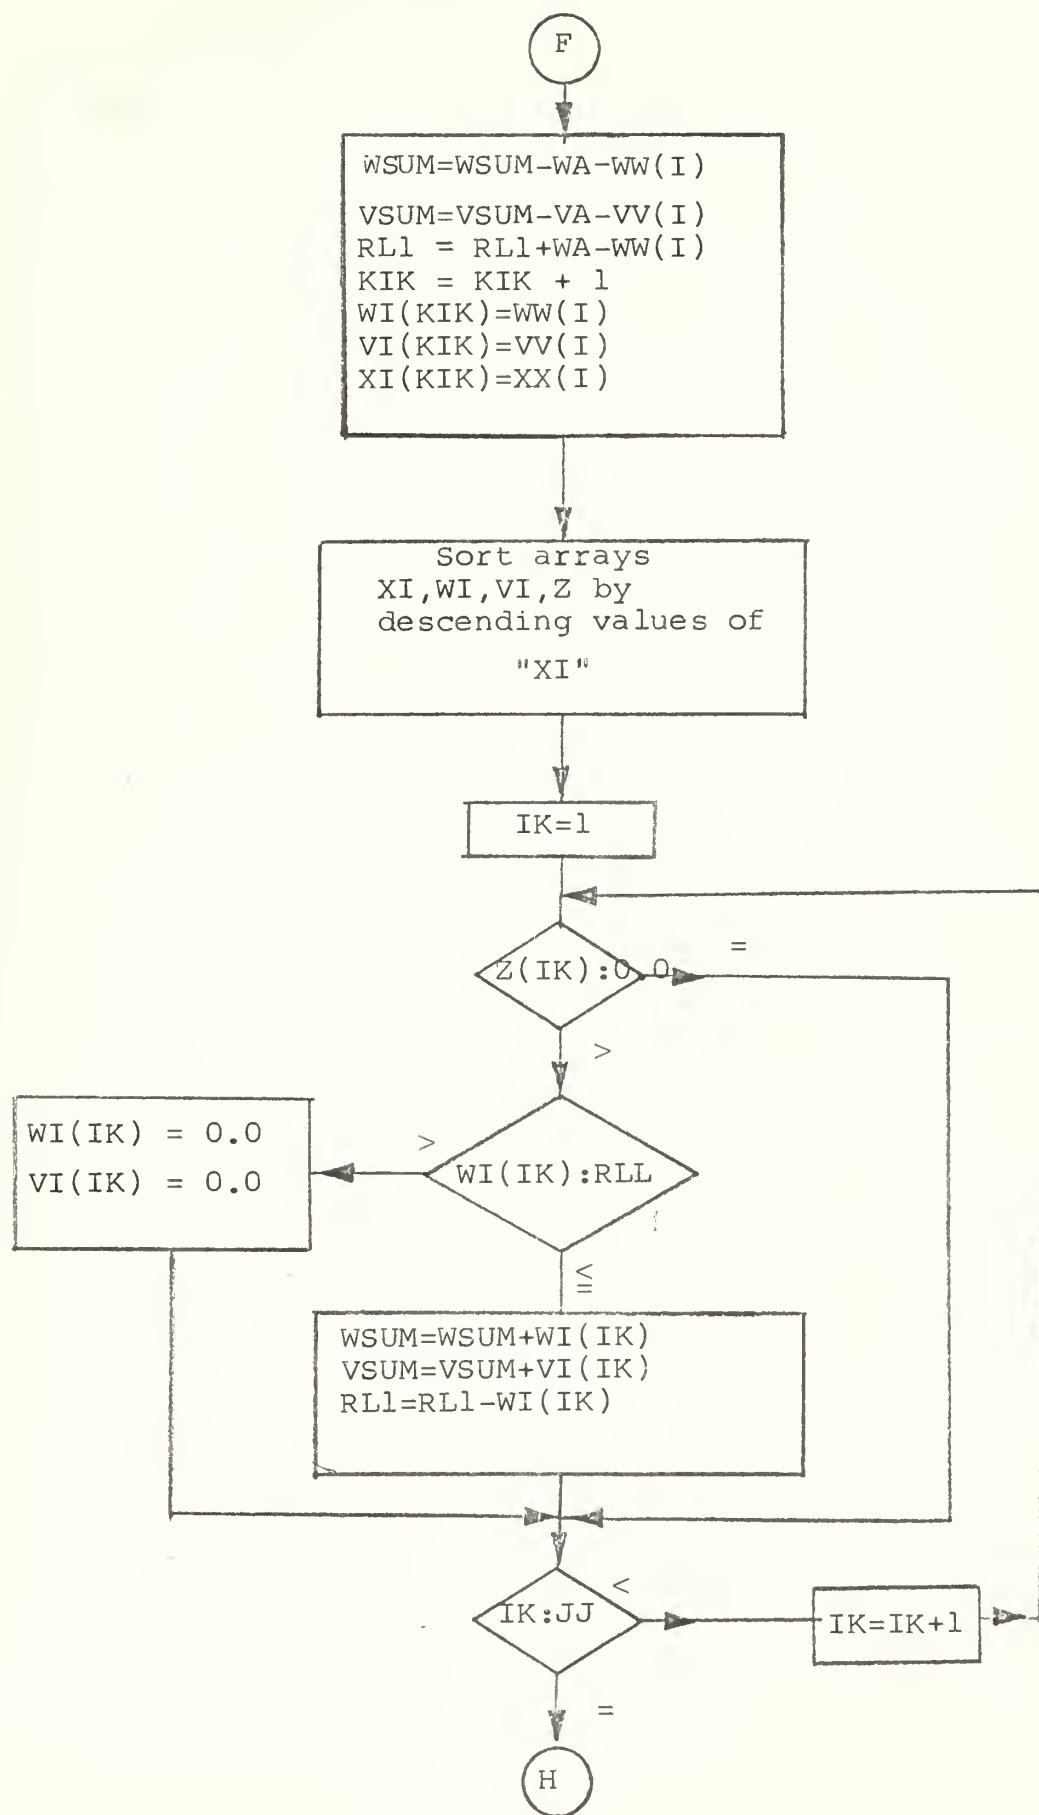 F
WSUM=WSUM-WA-WW(I)
VSUM=VSUM-VA-VV(I)
RL1 = RL1+WA-WW(I)
KIK = KIK + 1
WI(KIK)=WW(I)
VI(KIK)=VV(I)
XI(KIK)=XX(I)
Sort arrays
XI,WI,VI,Z by
descending values of
"XI"
IK=1
Z(IK):0.0
=
>
WI(IK) = 0.0
VI(IK) = 0.0
>
WI(IK):RLL
≦
WSUM=WSUM+WI(IK)
VSUM=VSUM+VI(IK)
RL1=RL1-WI(IK)
<
IK:JJ
IK=IK+1
=
H